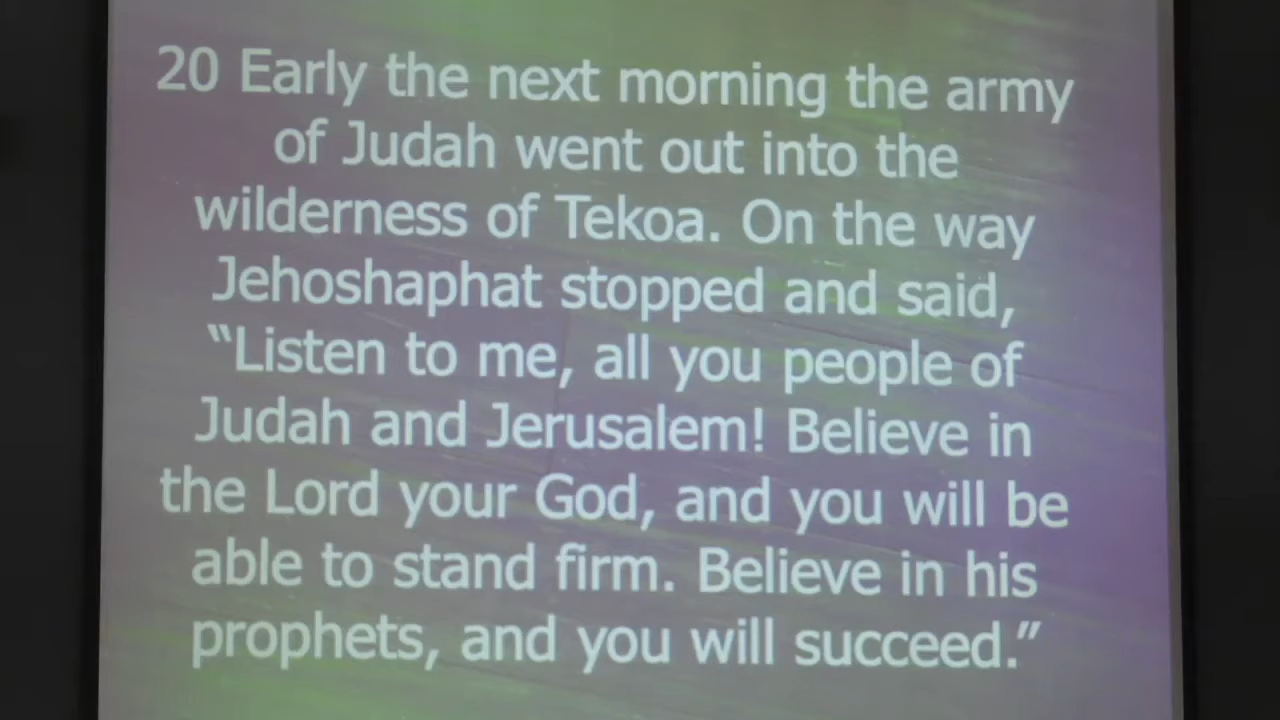 20 Early the next morning the army
of Judah went out into the
wilderness of Tekoa. On the way
Jehoshaphat stopped and said,
“Listen to me, all you people of
Judah and Jerusalem! Believe in
the Lord your God, and you will be
able to stand firm. Believe in his
prophets, and you will succeed.”